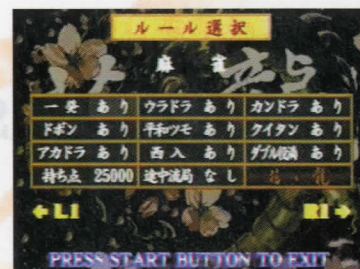 ルール選択
麻雀
一発 あり ウラドラ あり カンドラ あり
ドボン あり 平和ツモ あり クイタン あり
アカドラ あり 西入 あり ダブル役満 あり
持ち点 25000 途中流局 なし
←L1 R1→
PRESS START BUTTON TO EXIT